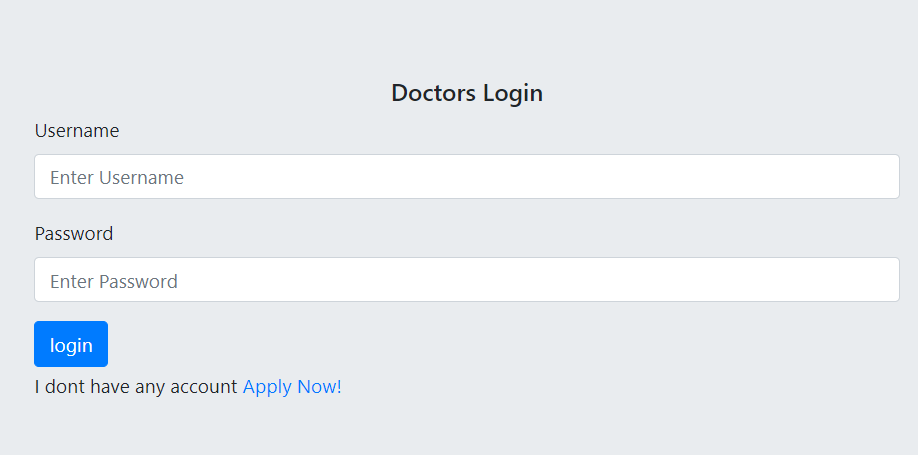 Doctors Login
Username
Enter Username
Password
Enter Password
login
I dont have any account Apply Now!